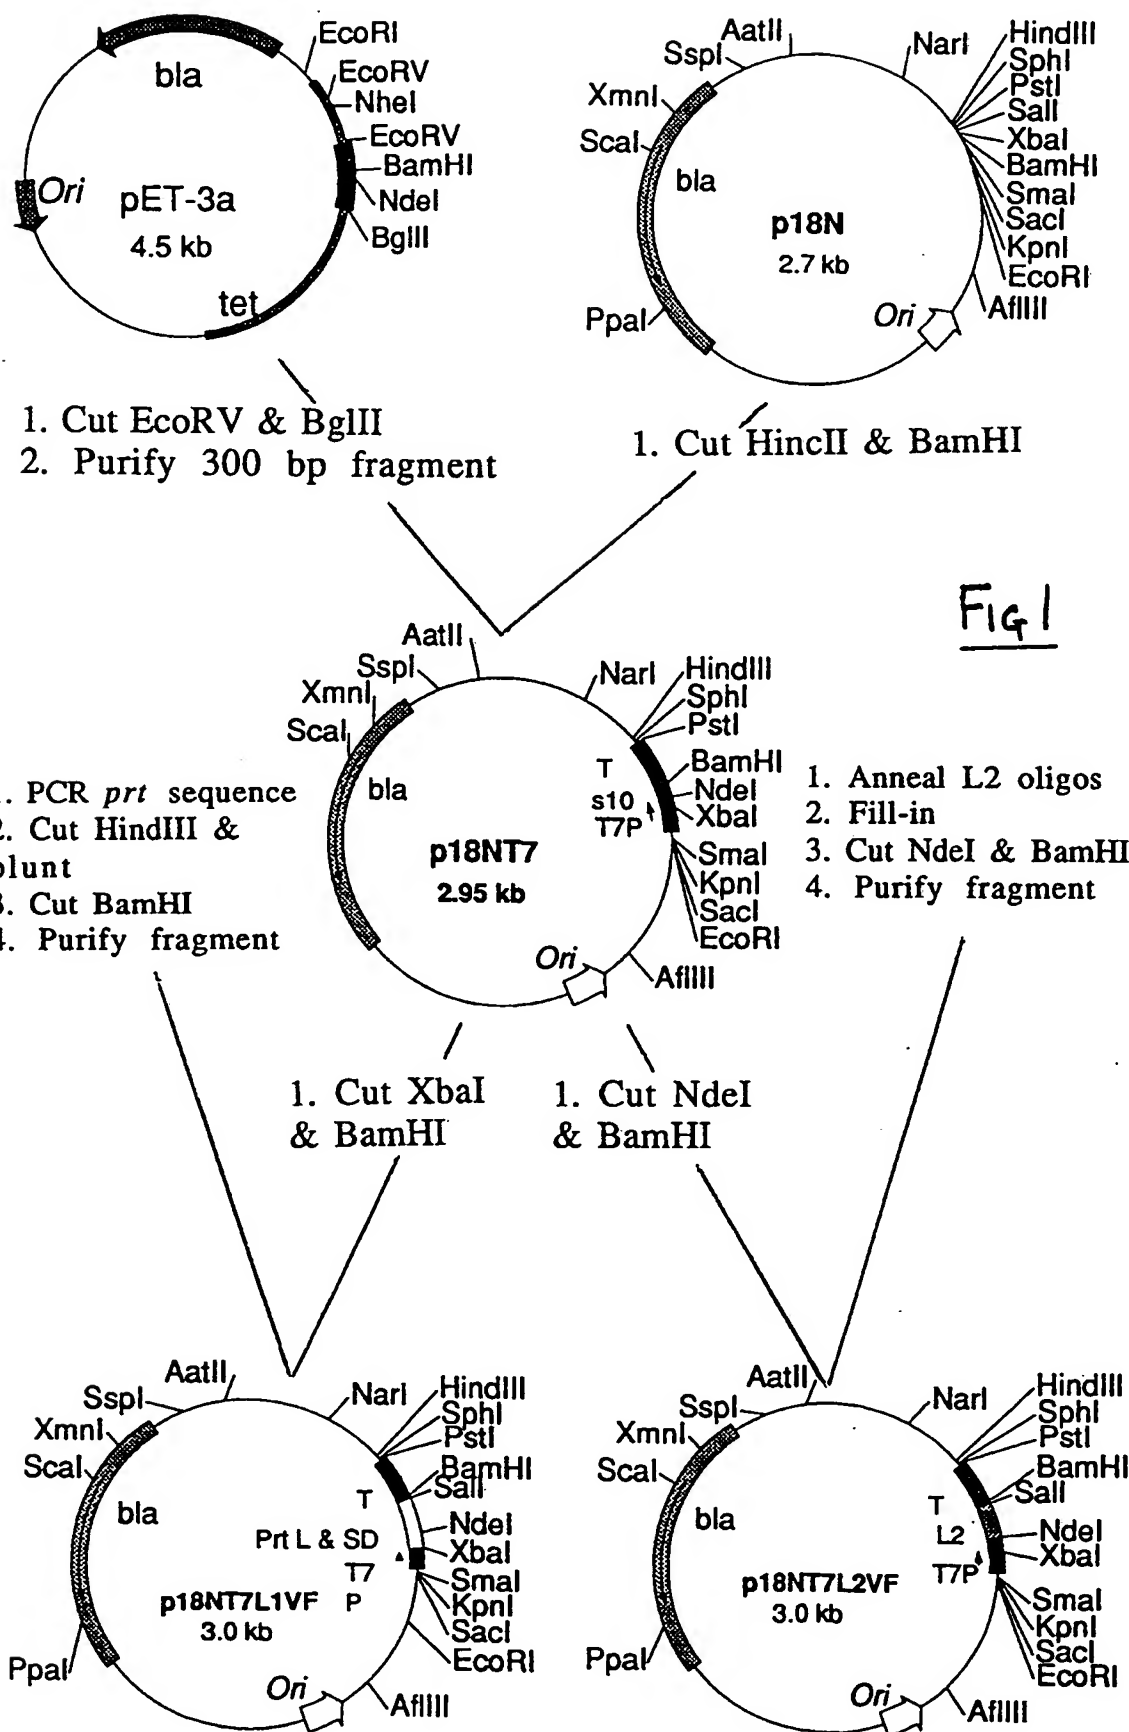 EcoRI
bla
EcoRV
NheI
EcoRV
BamHI
NdeI
BglII
Ori
pET-3a
4.5 kb
tet
AatII
SspI
NarI
HindIII
SphI
PstI
SalI
XbaI
BamHI
SmaI
SacI
KpnI
EcoRI
AflIII
XmnI
ScaI
bla
p18N
2.7 kb
PpaI
Ori
1. Cut EcoRV & BglII
2. Purify 300 bp fragment
1. Cut HincII & BamHI
FIG 1
AatII
SspI
XmnI
ScaI
NarI
HindIII
SphI
PstI
BamHI
NdeI
XbaI
SmaI
KpnI
SacI
EcoRI
AflIII
bla
T
s10
T7P
p18NT7
2.95 kb
Ori
1. PCR prt sequence
2. Cut HindIII &
blunt
3. Cut BamHI
4. Purify fragment
1. Anneal L2 oligos
2. Fill-in
3. Cut NdeI & BamHI
4. Purify fragment
1. Cut XbaI
& BamHI
1. Cut NdeI
& BamHI
AatII
SspI
XmnI
ScaI
NarI
HindIII
SphI
PstI
BamHI
SalI
NdeI
XbaI
SmaI
KpnI
SacI
EcoRI
AflIII
bla
T
Prt L & SD
T7
P
p18NT7L1VF
3.0 kb
PpaI
Ori
AatII
SspI
XmnI
ScaI
NarI
HindIII
SphI
PstI
BamHI
SalI
NdeI
XbaI
SmaI
KpnI
SacI
EcoRI
AflIII
bla
T
L2
T7P
p18NT7L2VF
3.0 kb
PpaI
Ori